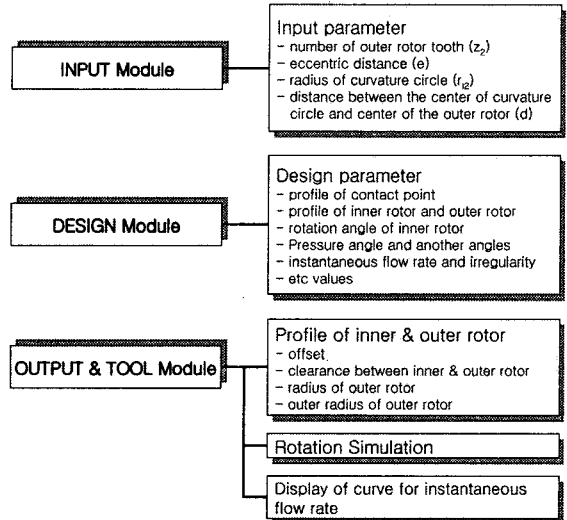 INPUT Module
Input parameter
- number of outer rotor tooth (z₂)
- eccentric distance (e)
- radius of curvature circle (r₁₂)
- distance between the center of curvature
circle and center of the outer rotor (d)
DESIGN Module
Design parameter
- profile of contact point
- profile of inner rotor and outer rotor
- rotation angle of inner rotor
- Pressure angle and another angles
- instantaneous flow rate and irregularity
- etc values
OUTPUT & TOOL Module
Profile of inner & outer rotor
- offset
- clearance between inner & outer rotor
- radius of outer rotor
- outer radius of outer rotor
Rotation Simulation
Display of curve for instantaneous
flow rate